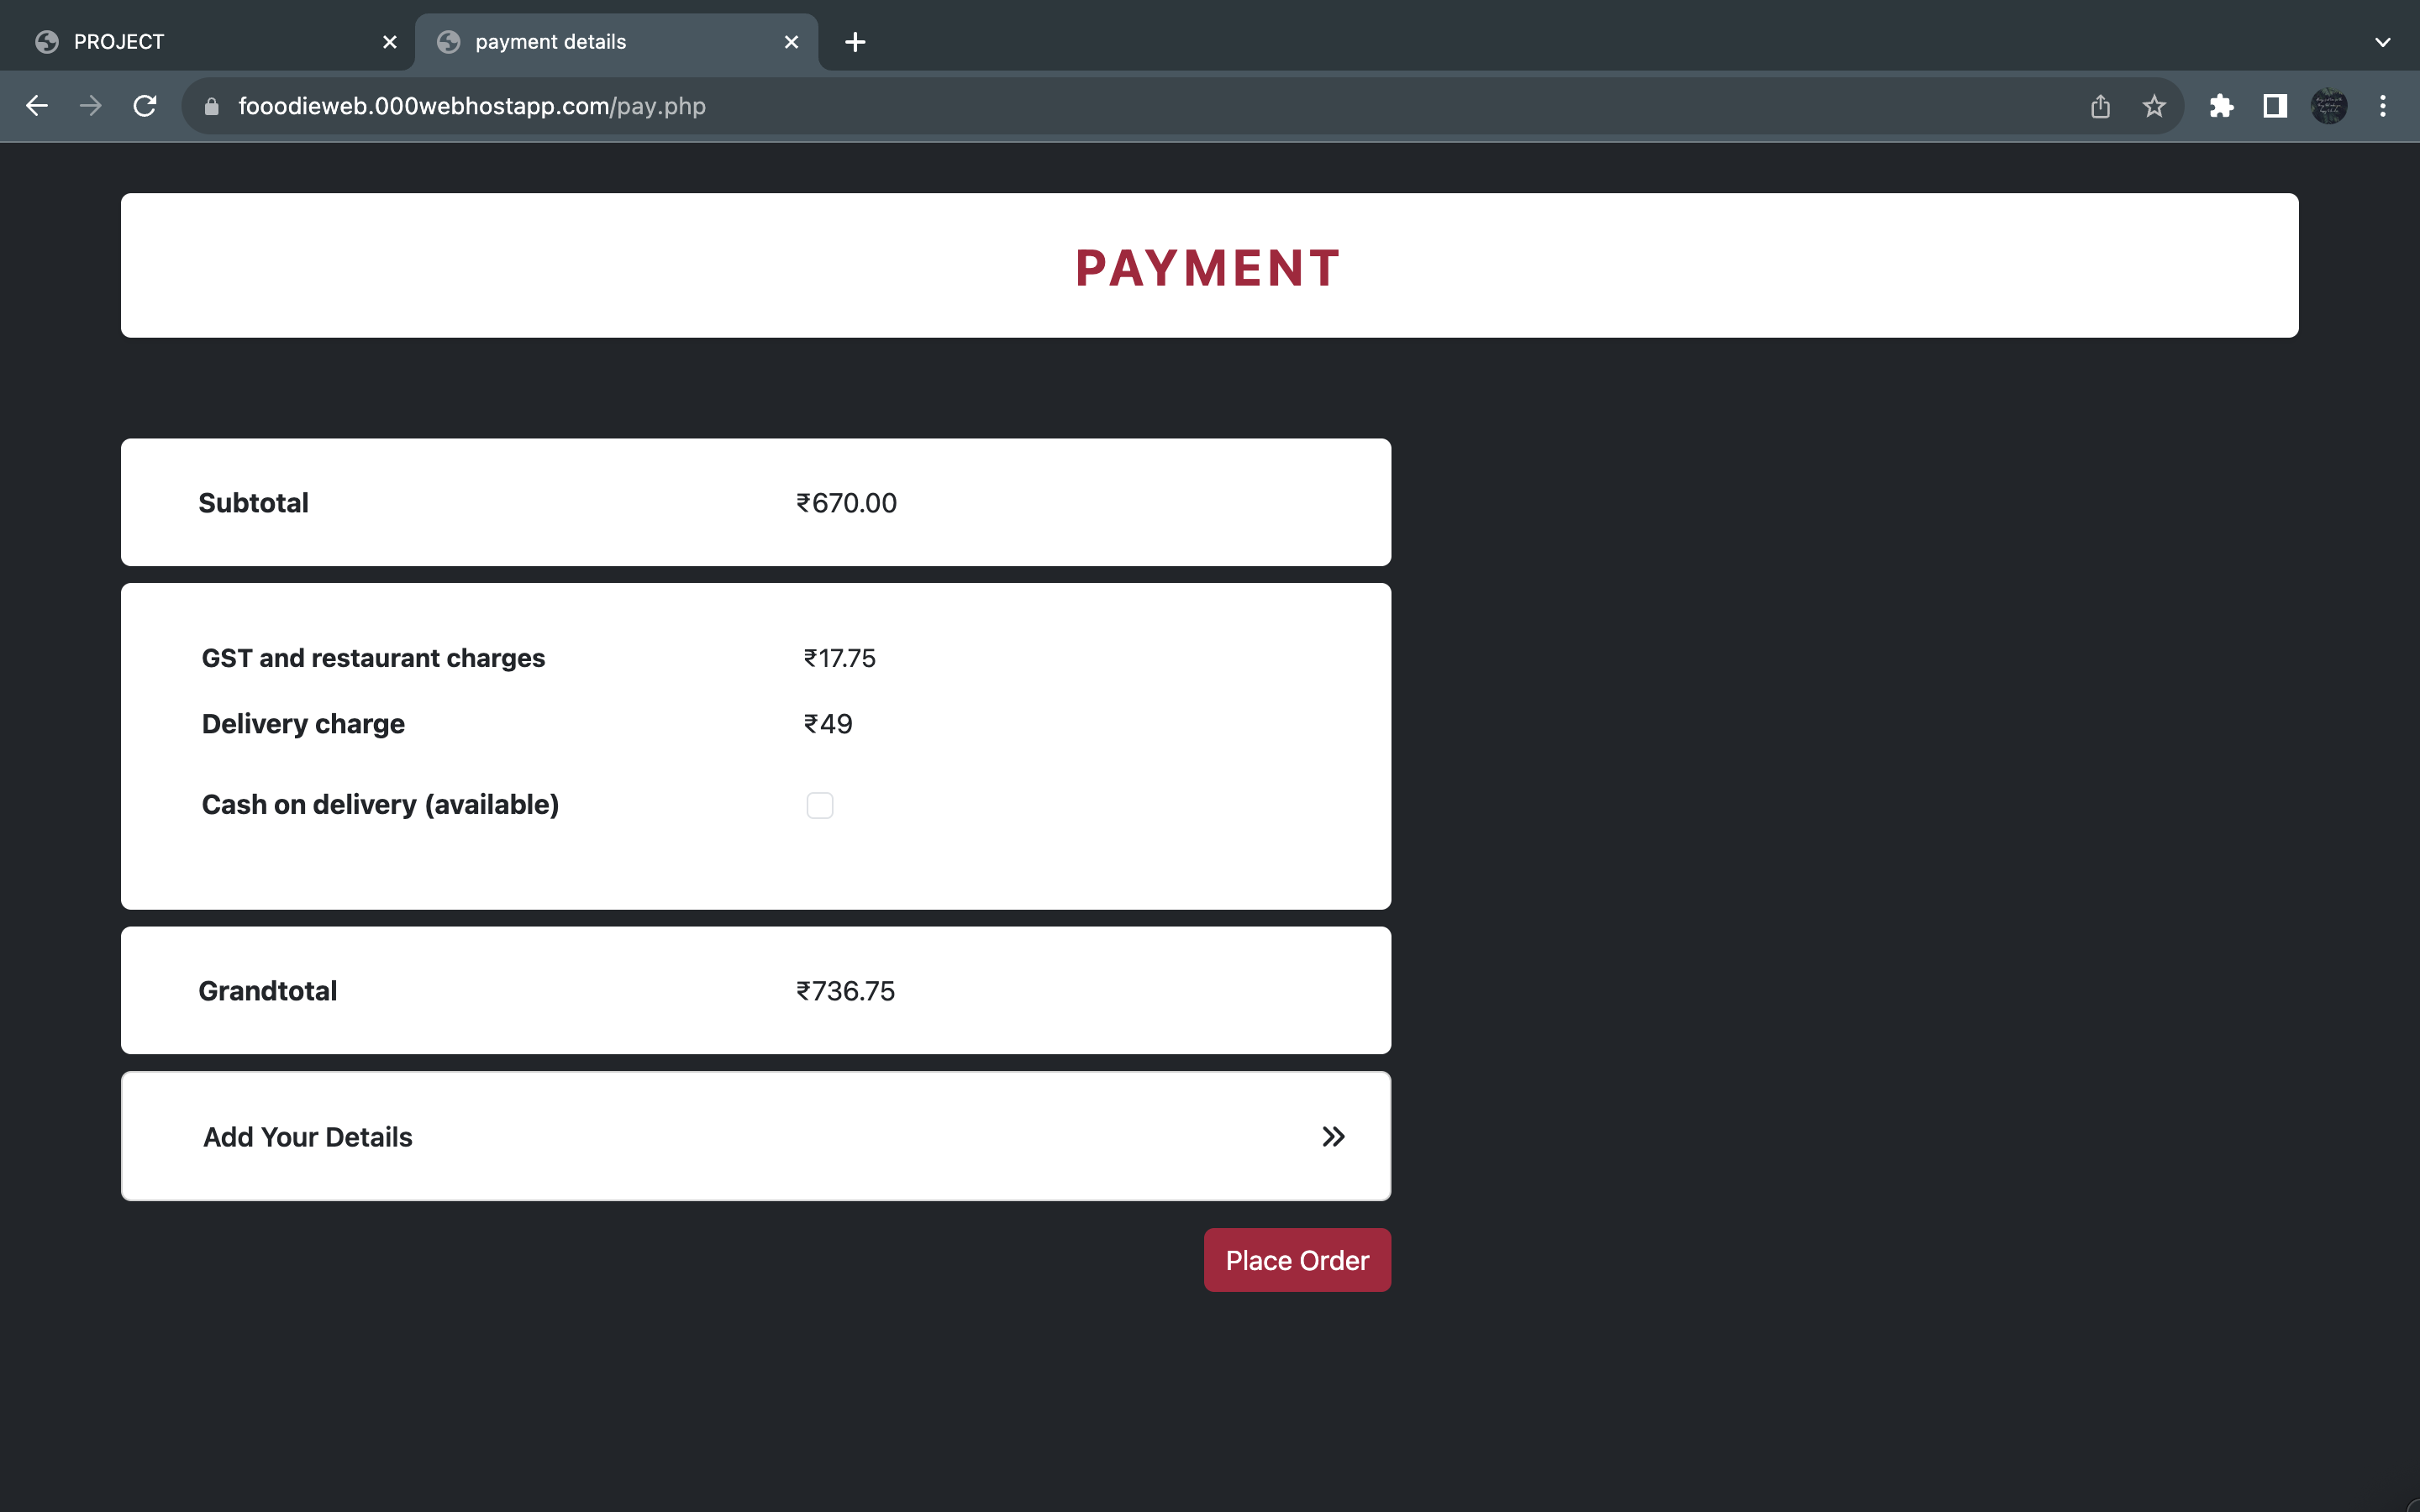 PROJECT
payment details
fooodieweb.000webhostapp.com/pay.php
PAYMENT
Subtotal ₹670.00
GST and restaurant charges ₹17.75
Delivery charge ₹49
Cash on delivery (available)
Grandtotal ₹736.75
Add Your Details
Place Order